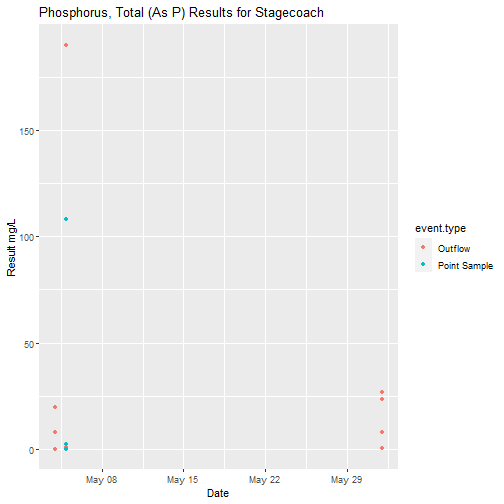 Phosphorus, Total (As P) Results for Stagecoach
150
100
50
0
Result mg/L
May 08
May 15
May 22
May 29
Date
event.type
Outflow
Point Sample